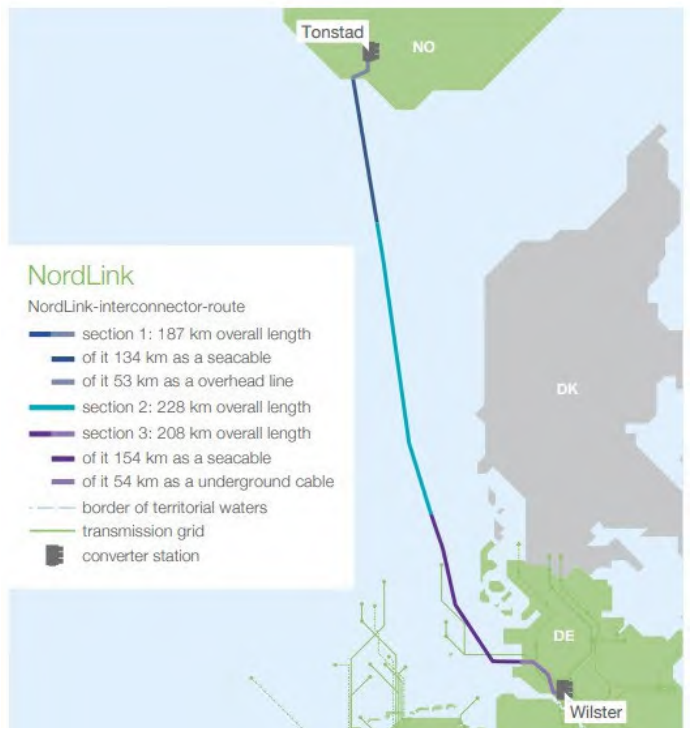 Tonstad
NO
NordLink
NordLink-interconnector-route
section 1: 187 km overall length
of it 134 km as a seacable
of it 53 km as a overhead line
section 2: 228 km overall length
section 3: 208 km overall length
of it 154 km as a seacable
of it 54 km as a underground cable
border of territorial waters
transmission grid
converter station
DK
DE
Wilster